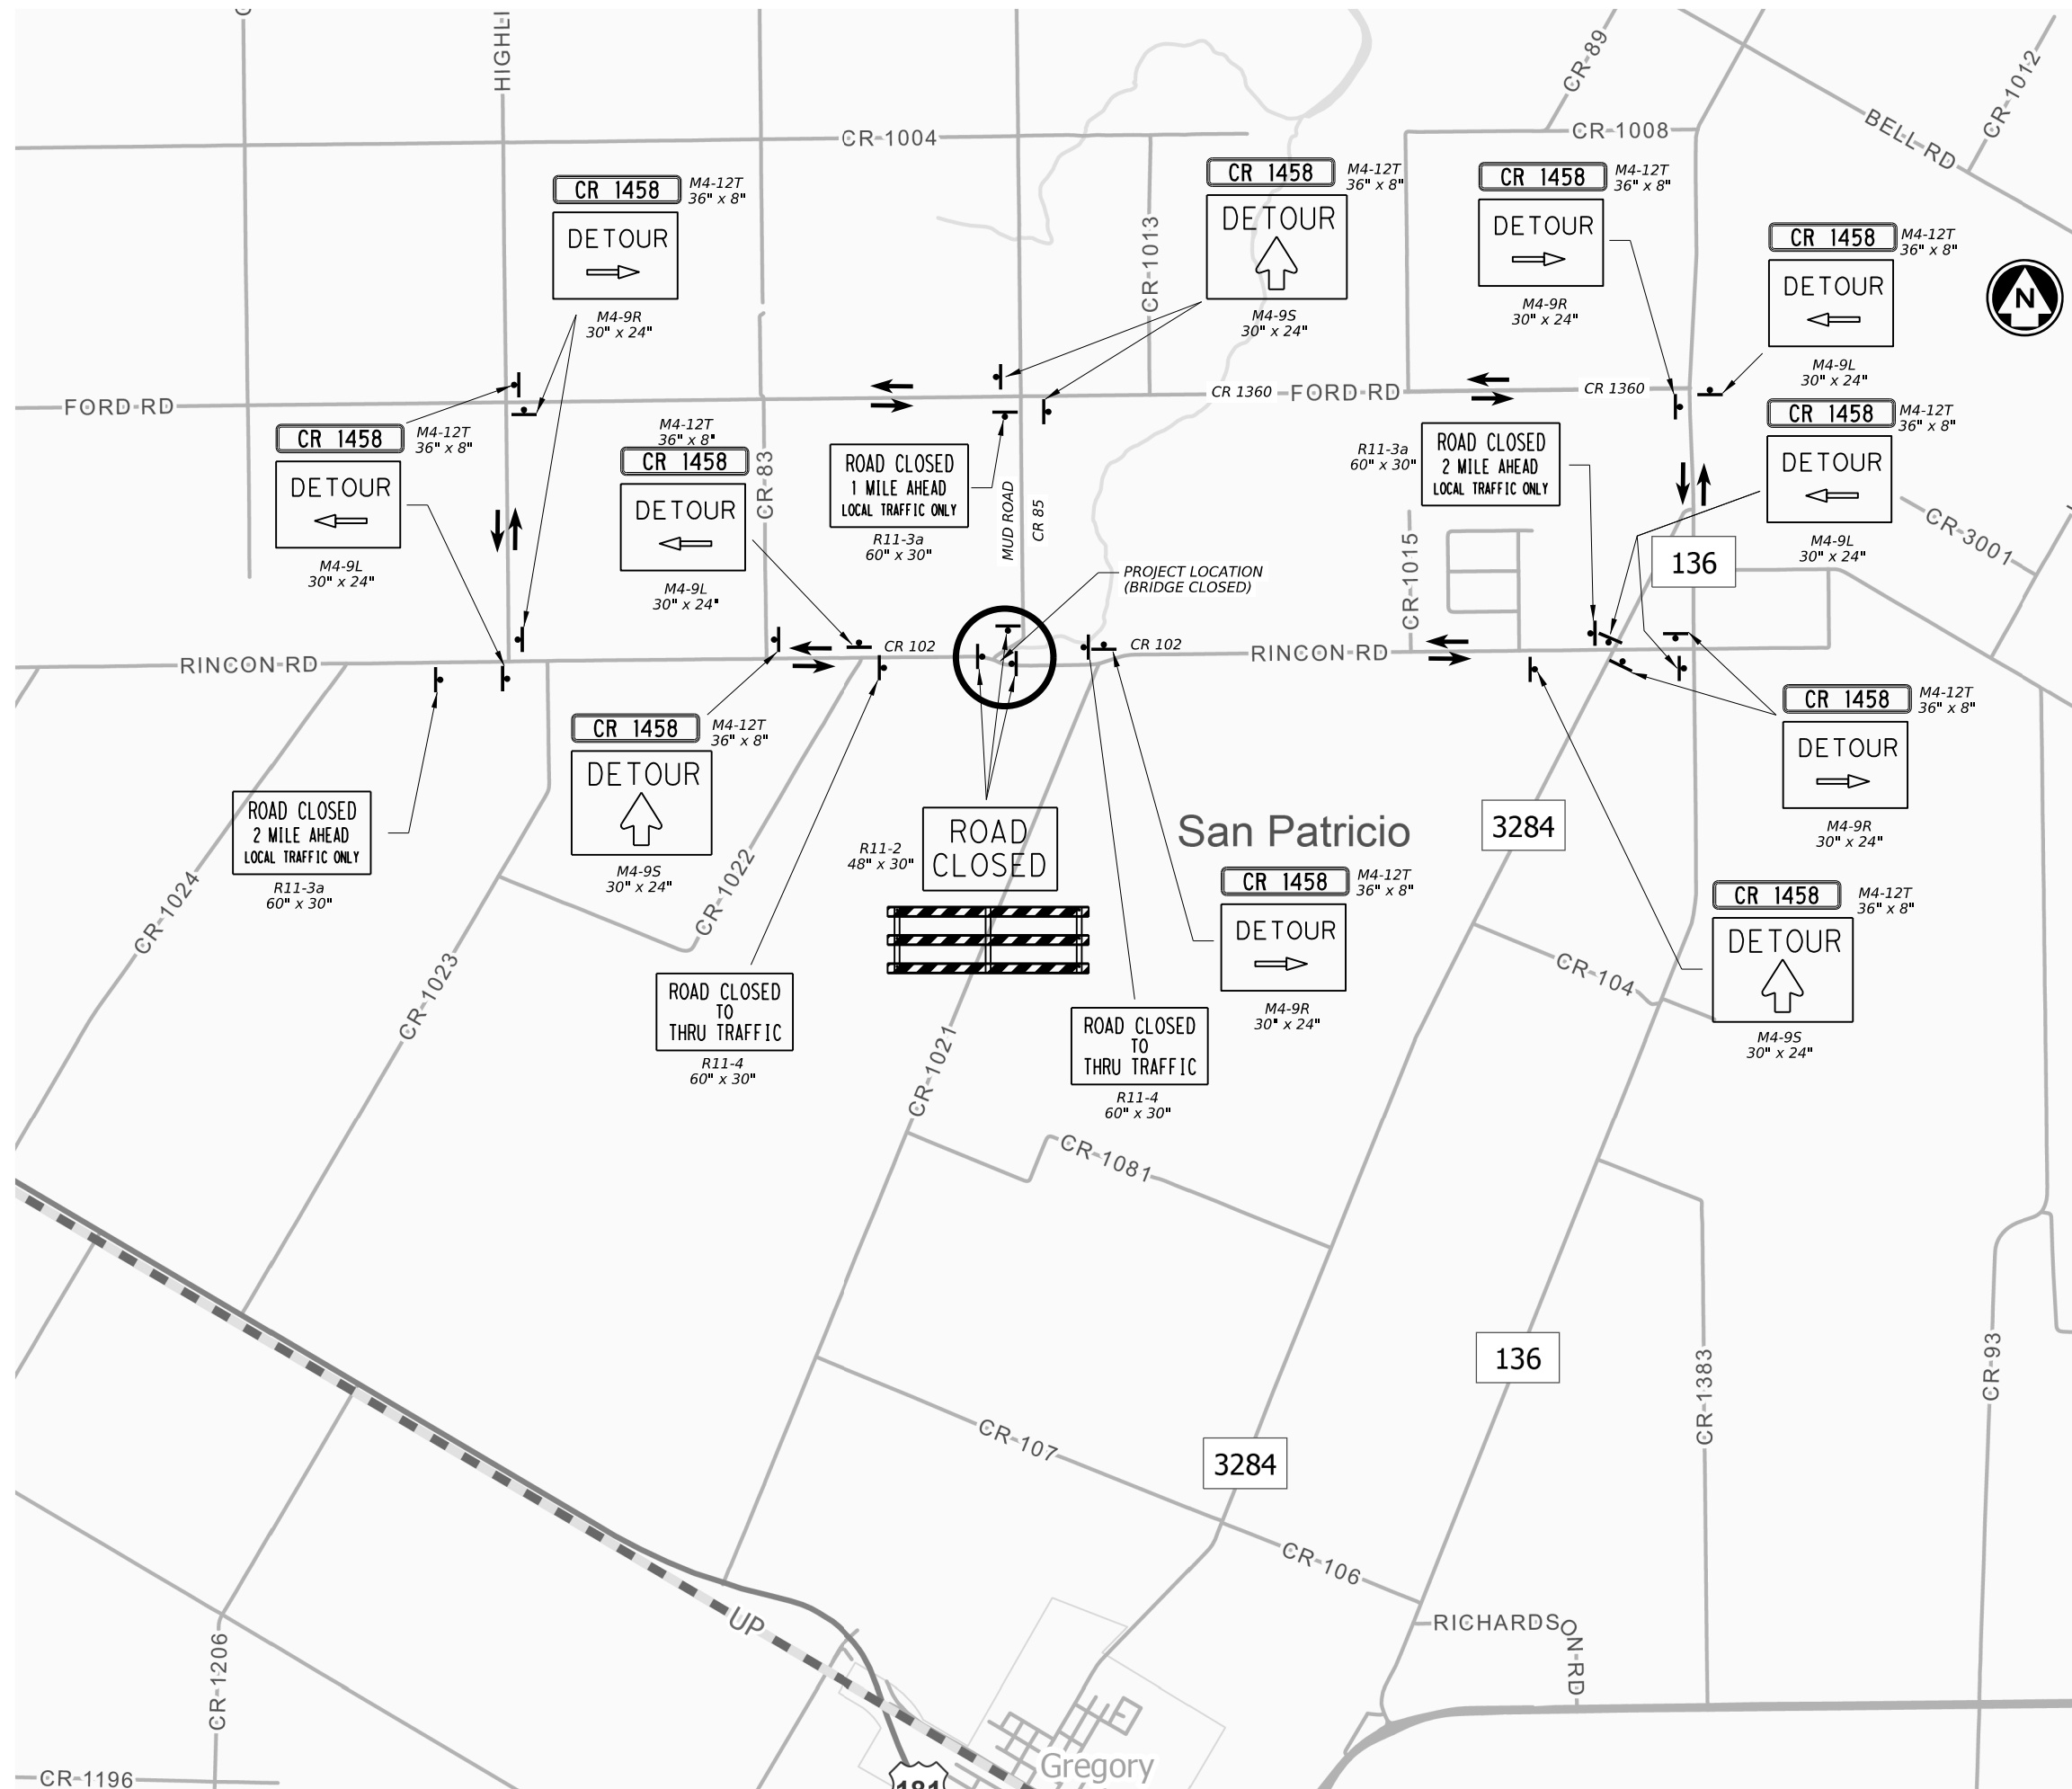 HIGHLI
CR-89
CR-1012
CR-1004
CR-1008
BELL RD
CR 1458
M4-12T
36" x 8"
DETOUR
M4-9R
30" x 24"
CR-1013
CR 1458
M4-12T
36" x 8"
DETOUR
M4-9S
30" x 24"
CR 1458
M4-12T
36" x 8"
DETOUR
M4-9R
30" x 24"
CR 1458
M4-12T
36" x 8"
DETOUR
M4-9L
30" x 24"
N
FORD RD
CR 1360
FORD RD
CR 1360
CR 1458
M4-12T
36" x 8"
DETOUR
M4-9L
30" x 24"
M4-12T
36" x 8"
CR 1458
DETOUR
M4-9L
30" x 24"
CR-83
ROAD CLOSED
1 MILE AHEAD
LOCAL TRAFFIC ONLY
R11-3a
60" x 30"
MUD ROAD
CR 85
R11-3a
60" x 30"
ROAD CLOSED
2 MILE AHEAD
LOCAL TRAFFIC ONLY
CR 1458
M4-12T
36" x 8"
DETOUR
M4-9L
30" x 24"
CR-3001
136
CR-1015
PROJECT LOCATION
(BRIDGE CLOSED)
RINCON RD
CR 102
CR 102
RINCON RD
ROAD CLOSED
2 MILE AHEAD
LOCAL TRAFFIC ONLY
R11-3a
60" x 30"
CR 1458
M4-12T
36" x 8"
DETOUR
M4-9S
30" x 24"
CR 1458
M4-12T
36" x 8"
DETOUR
M4-9R
30" x 24"
R11-2
48" x 30"
ROAD
CLOSED
San Patricio
3284
CR 1458
M4-12T
36" x 8"
DETOUR
M4-9R
30" x 24"
CR 1458
M4-12T
36" x 8"
DETOUR
M4-9S
30" x 24"
CR-1024
CR-1023
CR-1022
CR-1021
CR-104
ROAD CLOSED
TO
THRU TRAFFIC
R11-4
60" x 30"
ROAD CLOSED
TO
THRU TRAFFIC
R11-4
60" x 30"
CR-1081
136
CR-1383
CR-93
CR-107
3284
CR-106
RICHARDSON RD
UP
CR-1206
Gregory
181
CR-1196